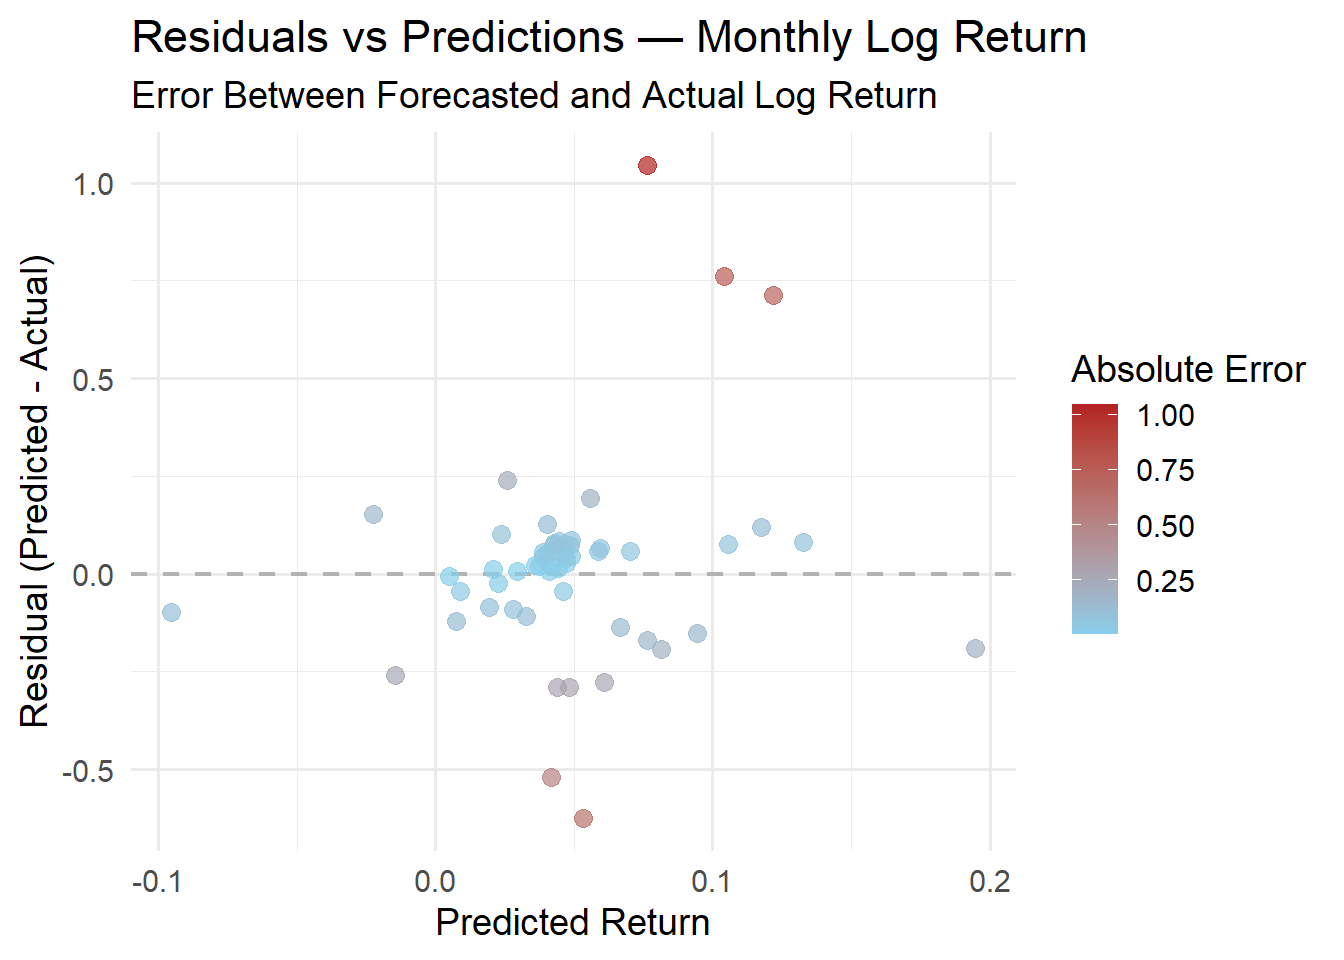 Residuals vs Predictions — Monthly Log Return
Error Between Forecasted and Actual Log Return
Residual (Predicted - Actual)
1.0
0.5
0.0
-0.5
-0.1
0.0
0.1
0.2
Predicted Return
Absolute Error
1.00
0.75
0.50
0.25